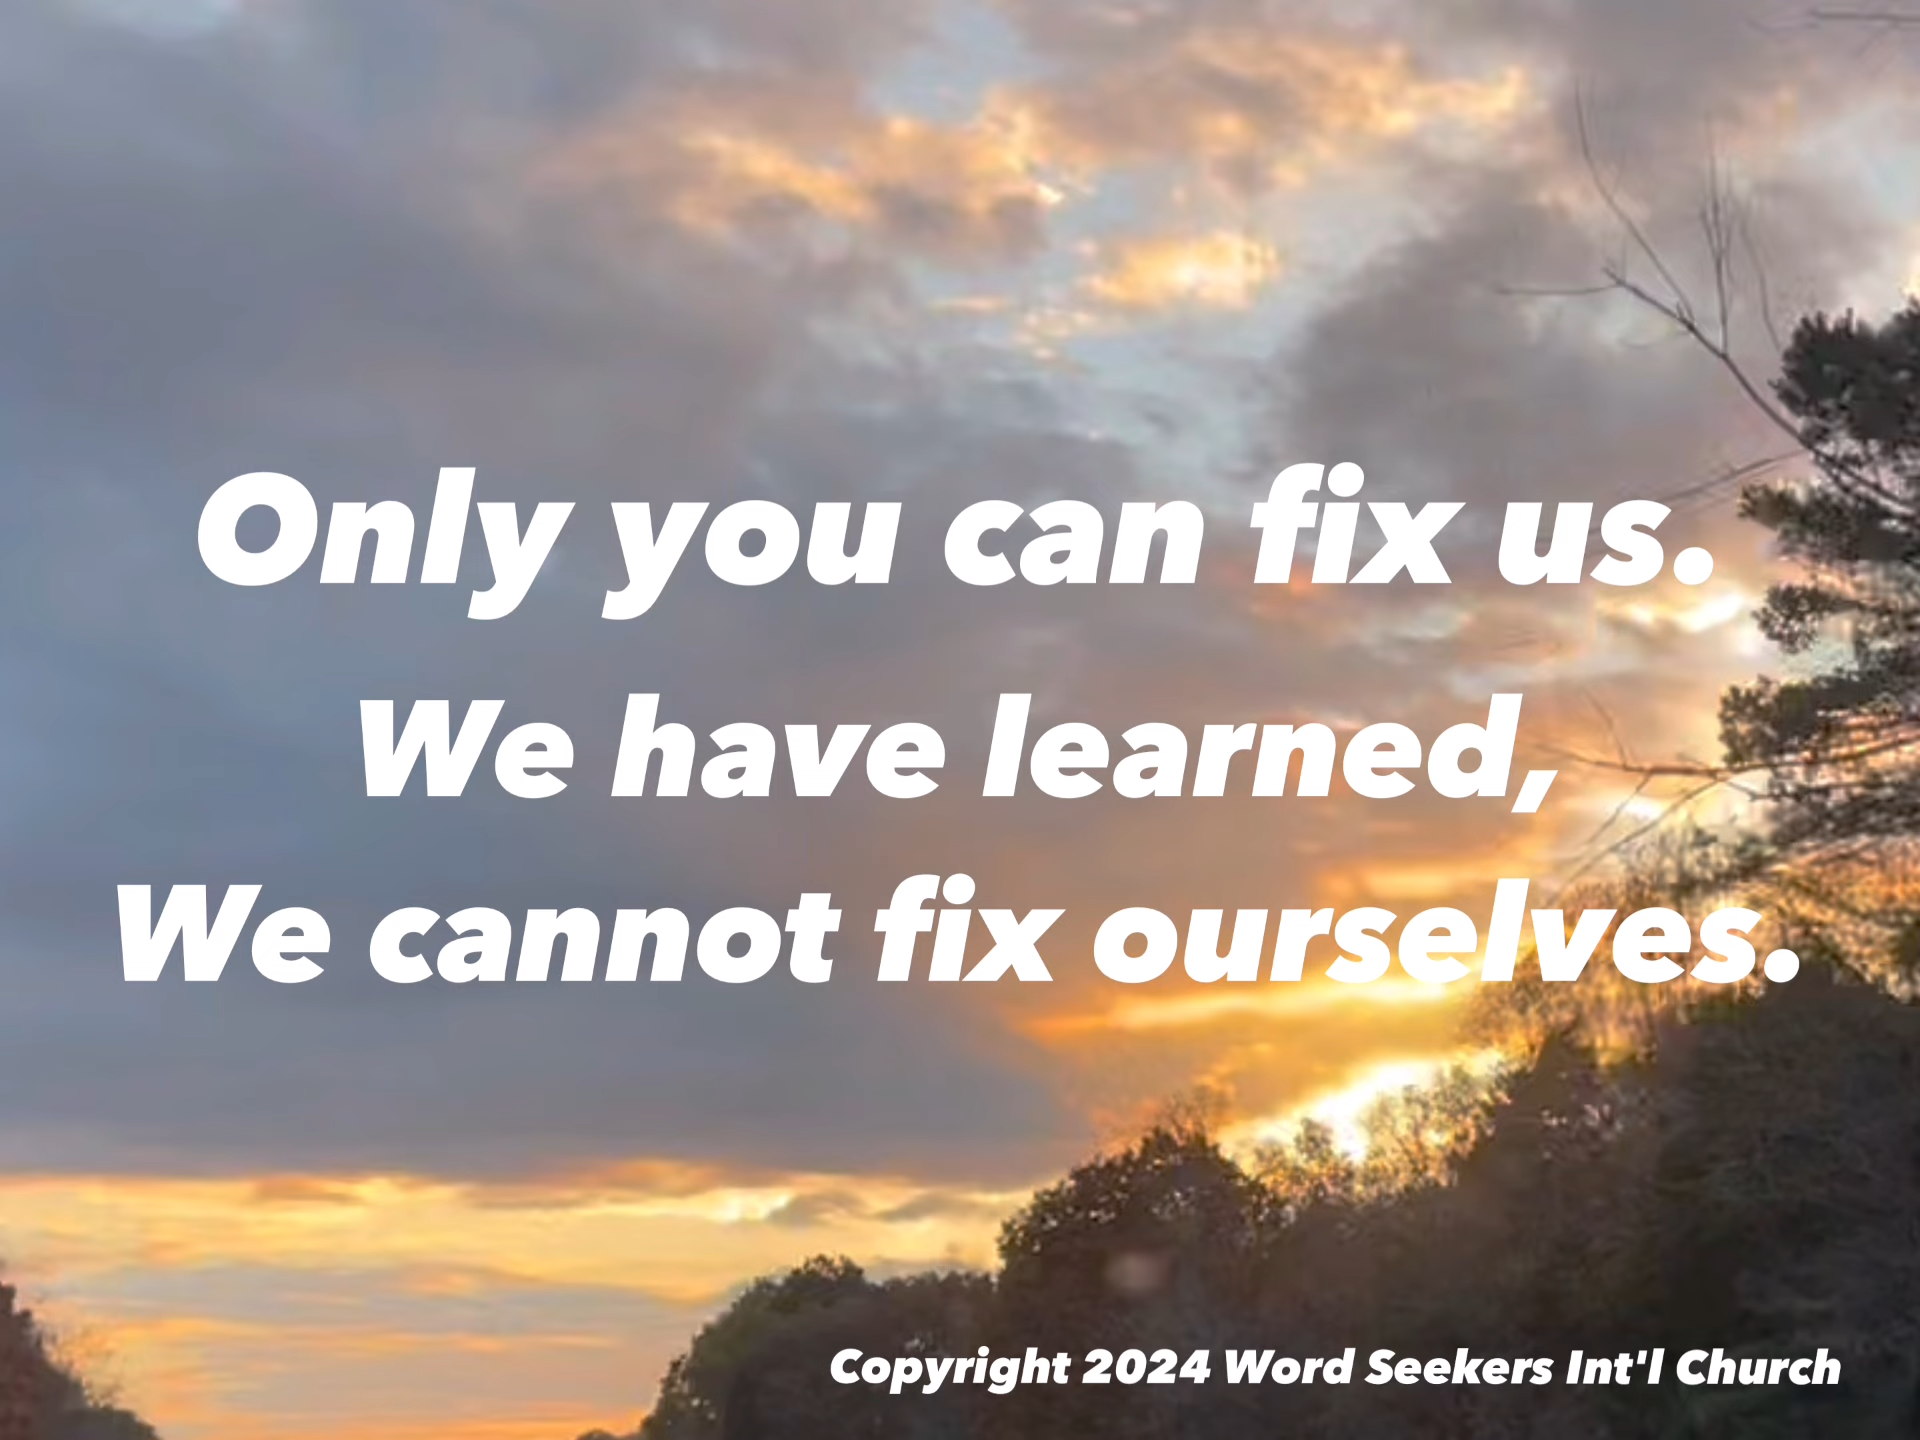 Only you can fix us.
We have learned,
We cannot fix ourselves.
Copyright 2024 Word Seekers Int'l Church